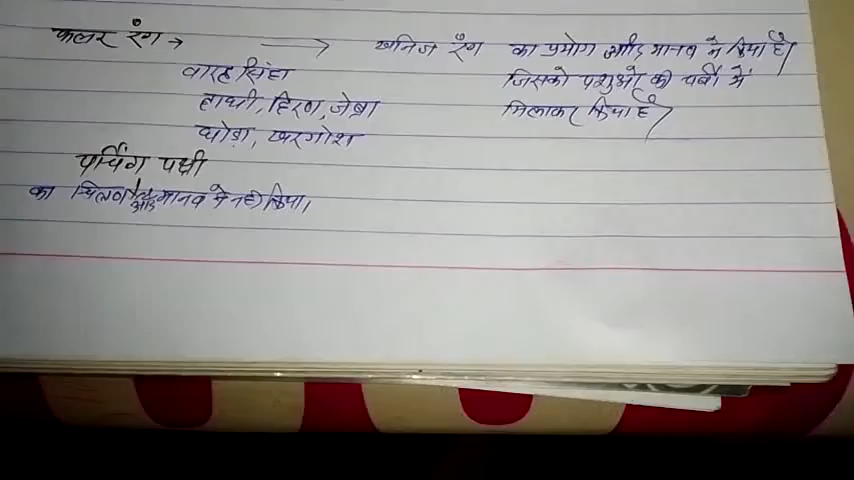 कलर रंग → → खनिज रंग का प्रयोग आदि मानव ने किया है।
वारह सिंहा जिसको पशुओं की चर्बी में
हाथी, हिरण, जेब्रा मिलाकर किया है
घोड़ा, खरगोश
पर्चिंग पक्षी
का चित्रण आदि मानव ने नही किया।